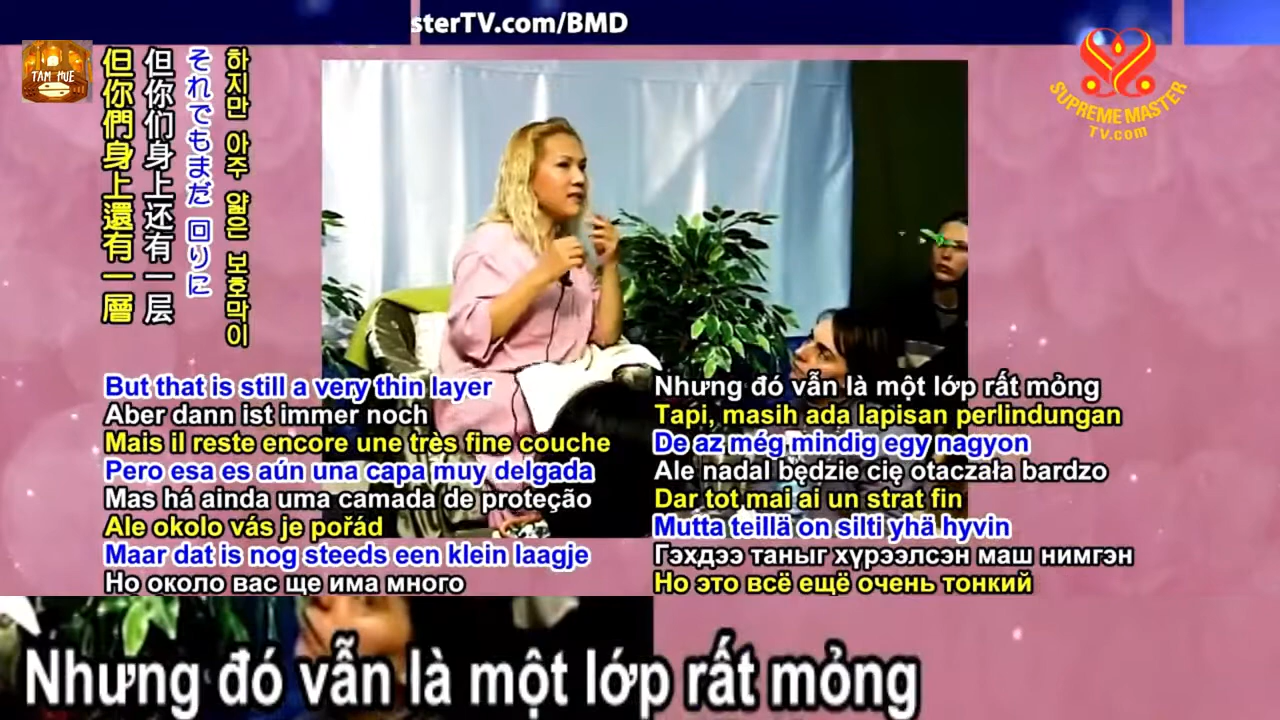 sterTV.com/BMD
TAM HUE
SUPREME MASTER
TV.com
하지만 아주 얇은 보호막이
それでもまだ 回りに
但你们身上还有一层
但你們身上還有一層
But that is still a very thin layer
Aber dann ist immer noch
Mais il reste encore une très fine couche
Pero esa es aún una capa muy delgada
Mas há ainda uma camada de proteção
Ale okolo vás je pořád
Maar dat is nog steeds een klein laagje
Но около вас ще има много
Nhưng đó vẫn là một lớp rất mỏng
Tapi, masih ada lapisan perlindungan
De az még mindig egy nagyon
Ale nadal będzie cię otaczała bardzo
Dar tot mai ai un strat fin
Mutta teillä on silti yhä hyvin
Гэхдээ таныг хүрээлсэн маш нимгэн
Но это всё ещё очень тонкий
Nhưng đó vẫn là một lớp rất mỏng